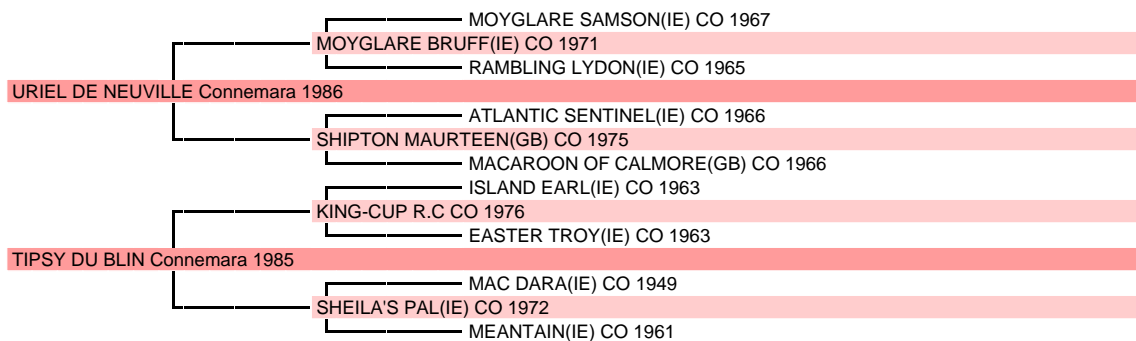 MOYGLARE SAMSON(IE) CO 1967
MOYGLARE BRUFF(IE) CO 1971
RAMBLING LYDON(IE) CO 1965
URIEL DE NEUVILLE Connemara 1986
ATLANTIC SENTINEL(IE) CO 1966
SHIPTON MAURTEEN(GB) CO 1975
MACAROON OF CALMORE(GB) CO 1966
ISLAND EARL(IE) CO 1963
KING-CUP R.C CO 1976
EASTER TROY(IE) CO 1963
TIPSY DU BLIN Connemara 1985
MAC DARA(IE) CO 1949
SHEILA'S PAL(IE) CO 1972
MEANTAIN(IE) CO 1961